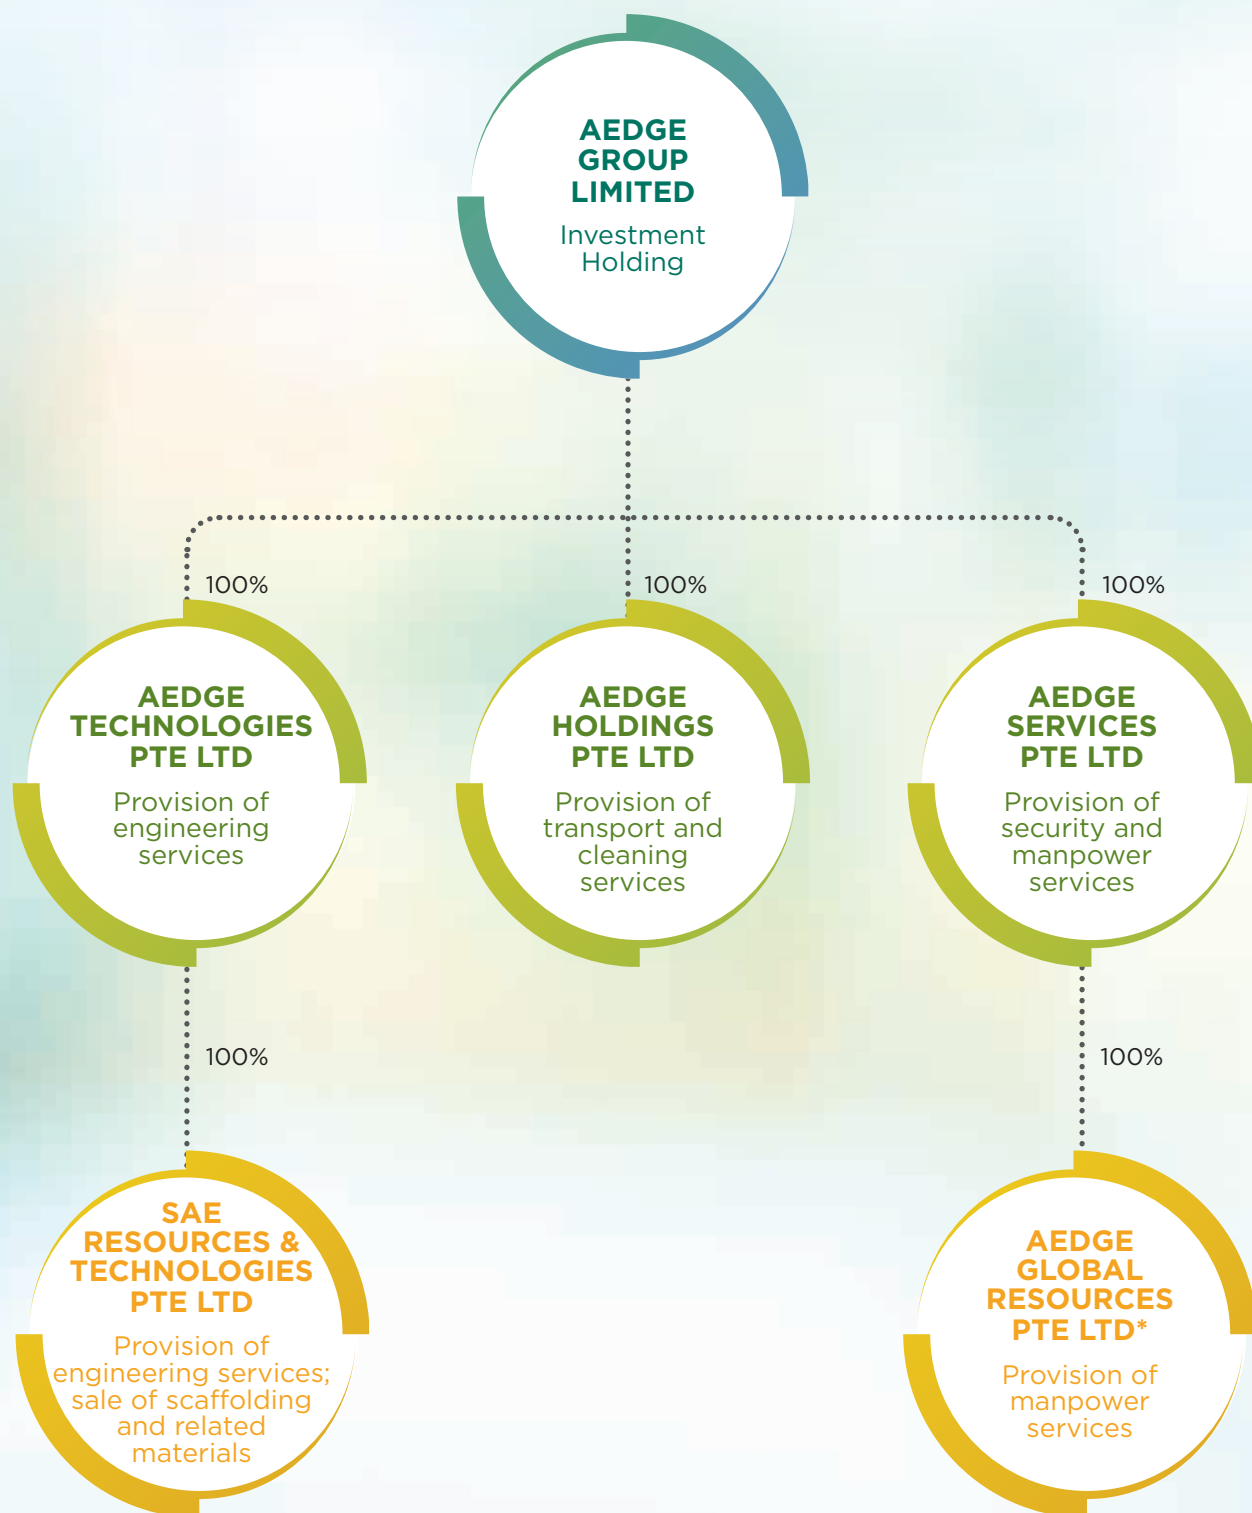 AEDGE
GROUP
LIMITED
Investment
Holding
100%
100%
100%
AEDGE
TECHNOLOGIES
PTE LTD
Provision of
engineering
services
AEDGE
HOLDINGS
PTE LTD
Provision of
transport and
cleaning
services
AEDGE
SERVICES
PTE LTD
Provision of
security and
manpower
services
100%
100%
SAE
RESOURCES &
TECHNOLOGIES
PTE LTD
Provision of
engineering services;
sale of scaffolding
and related
materials
AEDGE
GLOBAL
RESOURCES
PTE LTD*
Provision of
manpower
services